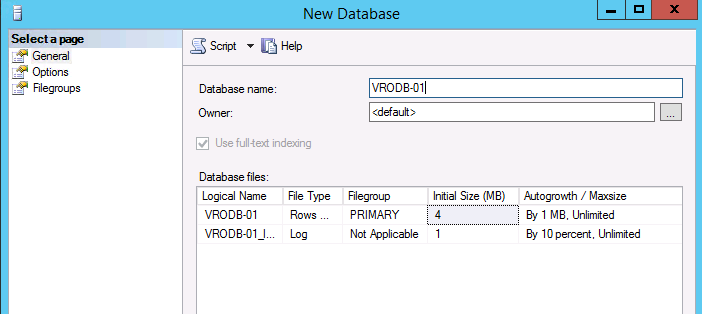 New Database
Select a page
General
Options
Filegroups
Script Help
Database name: VRODB-01
Owner: <default> ...
Use full-text indexing
Database files:
Logical Name File Type Filegroup Initial Size (MB) Autogrowth / Maxsize
VRODB-01 Rows ... PRIMARY 4 By 1 MB, Unlimited
VRODB-01_l... Log Not Applicable 1 By 10 percent, Unlimited